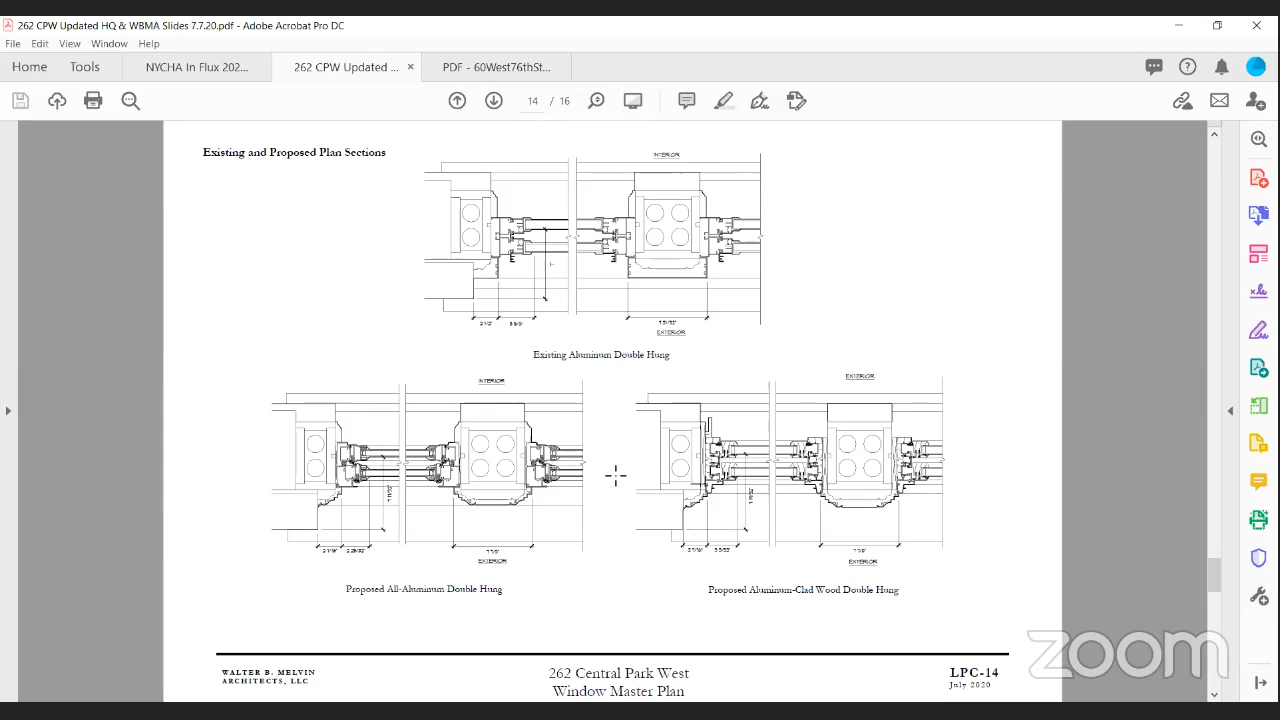 262 CPW Updated HQ & WBMA Slides 7.7.20.pdf - Adobe Acrobat Pro DC
File Edit View Window Help
Home Tools NYCHA In Flux 202... 262 CPW Updated ... × PDF - 60West76thSt...
14 / 16
Existing and Proposed Plan Sections
INTERIOR
EXTERIOR
Existing Aluminum Double Hung
INTERIOR
EXTERIOR
EXTERIOR
EXTERIOR
Proposed All-Aluminum Double Hung
Proposed Aluminum-Clad Wood Double Hung
WALTER B. MELVIN
ARCHITECTS, LLC
262 Central Park West
Window Master Plan
LPC-14
July 2020
zoom